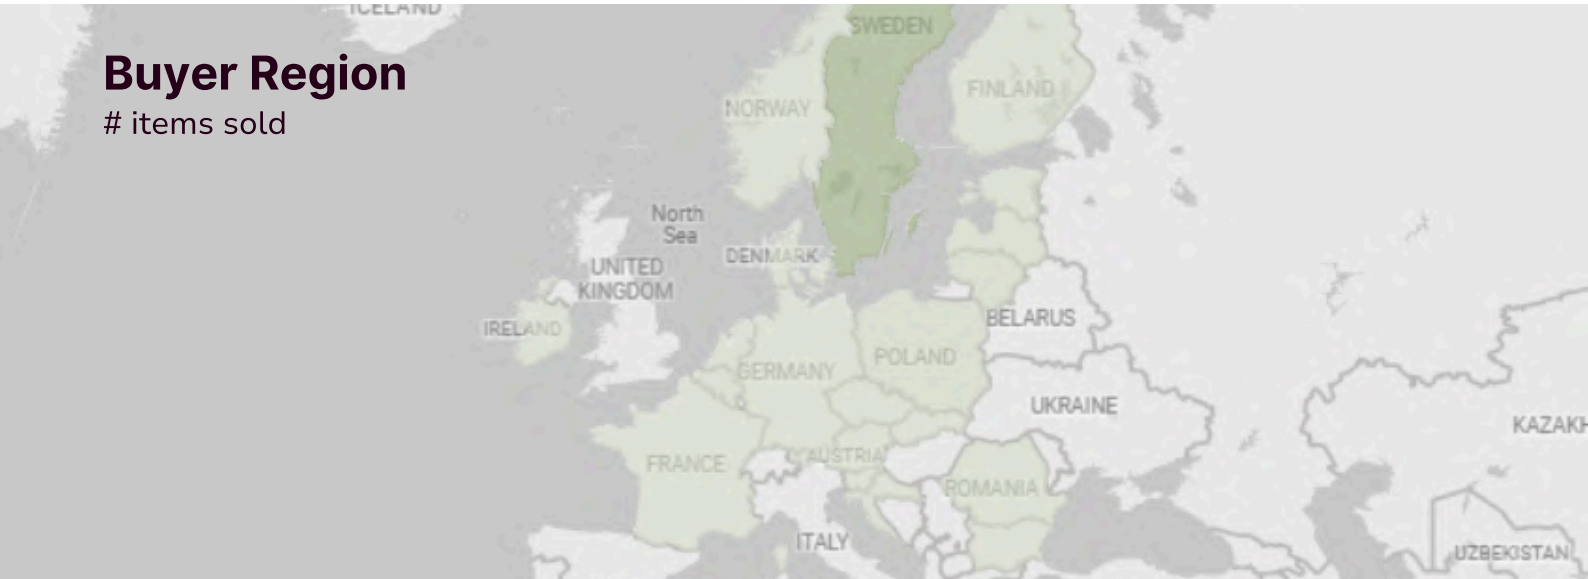 ICELAND
Buyer Region
# items sold
SWEDEN
FINLAND
NORWAY
North
Sea
DENMARK
UNITED
KINGDOM
IRELAND
BELARUS
POLAND
GERMANY
UKRAINE
KAZAKH
AUSTRIA
FRANCE
ROMANIA
ITALY
UZBEKISTAN